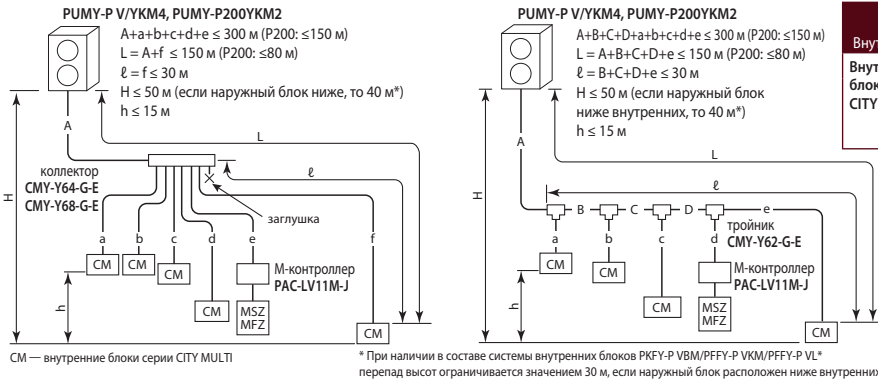 PUMY-P V/YKM4, PUMY-P200YKM2
A+a+b+c+d+e ≤ 300 м (P200: ≤150 м)
L = A+f ≤ 150 м (P200: ≤80 м)
ℓ = f ≤ 30 м
H ≤ 50 м (если наружный блок ниже, то 40 м*)
h ≤ 15 м
A
L
H
коллектор
CMY-Y64-G-E
CMY-Y68-G-E
ℓ
заглушка
a
b
c
d
e
f
CM
CM
CM
М-контроллер
PAC-LV11M-J
h
CM
MSZ
MFZ
CM
CM — внутренние блоки серии CITY MULTI
PUMY-P V/YKM4, PUMY-P200YKM2
A+B+C+D+a+b+c+d+e ≤ 300 м (P200: ≤150 м)
L = A+B+C+D+e ≤ 150 м (P200: ≤80 м)
ℓ = B+C+D+e ≤ 30 м
H ≤ 50 м (если наружный блок
ниже внутренних, то 40 м*)
h ≤ 15 м
A
L
H
ℓ
B
C
D
e
тройник
CMY-Y62-G-E
a
b
c
d
CM
CM
М-контроллер
PAC-LV11M-J
h
CM
MSZ
MFZ
CM
* При наличии в составе системы внутренних блоков PKFY-P VBM/PFFY-P VKM/PFFY-P VL*
перепад высот ограничивается значением 30 м, если наружный блок расположен ниже внутренних
Внут
Внут
блок
CITY